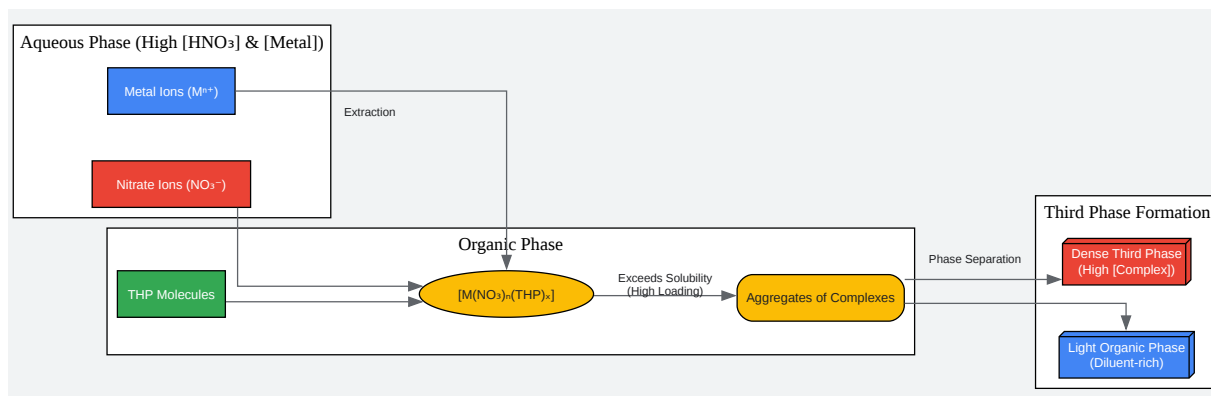 Aqueous Phase (High [HNO₃] & [Metal])
Metal Ions (Mⁿ⁺)
Extraction
Nitrate Ions (NO₃⁻)
Organic Phase
THP Molecules
[M(NO₃)ₙ(THP)ₓ]
Exceeds Solubility
(High Loading)
Aggregates of Complexes
Phase Separation
Third Phase Formation
Dense Third Phase
(High [Complex])
Light Organic Phase
(Diluent-rich)